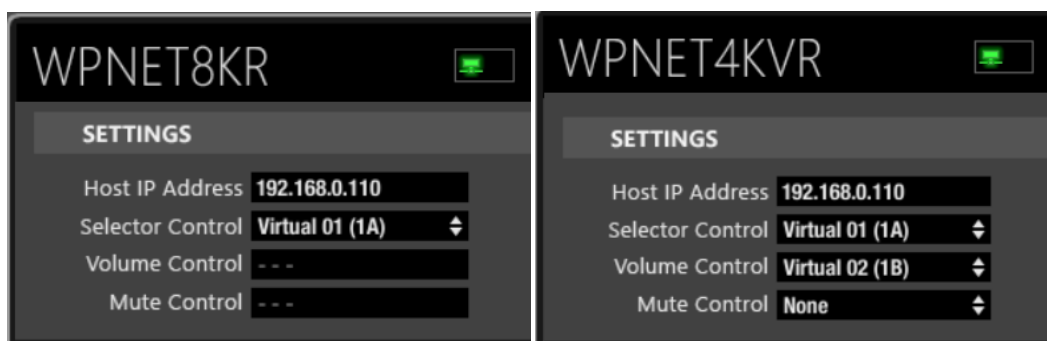 WPNET8KR
SETTINGS
Host IP Address 192.168.0.110
Selector Control Virtual 01 (1A)
Volume Control - - -
Mute Control - - -
WPNET4KVR
SETTINGS
Host IP Address 192.168.0.110
Selector Control Virtual 01 (1A)
Volume Control Virtual 02 (1B)
Mute Control None